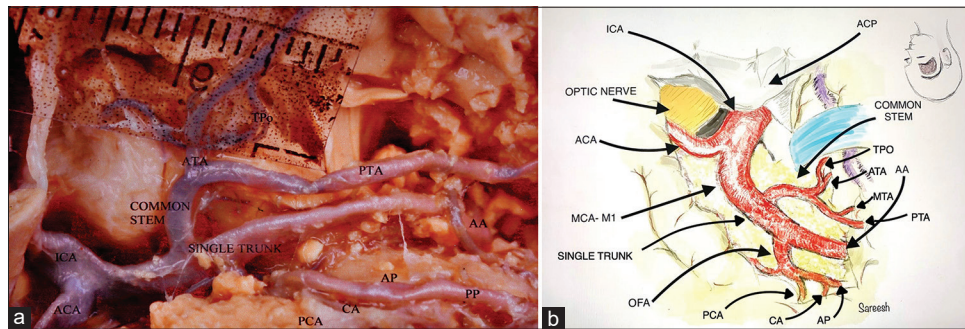 TPo
ATA
PTA
COMMON
STEM
AA
SINGLE TRUNK
ICA
AP
PP
ACA
CA
PCA
a
ICA
ACP
OPTIC NERVE
COMMON
STEM
ACA
TPO
ATA
AA
MTA
MCA- M1
PTA
SINGLE TRUNK
OFA
PCA
CA
AP
Sareesh
b